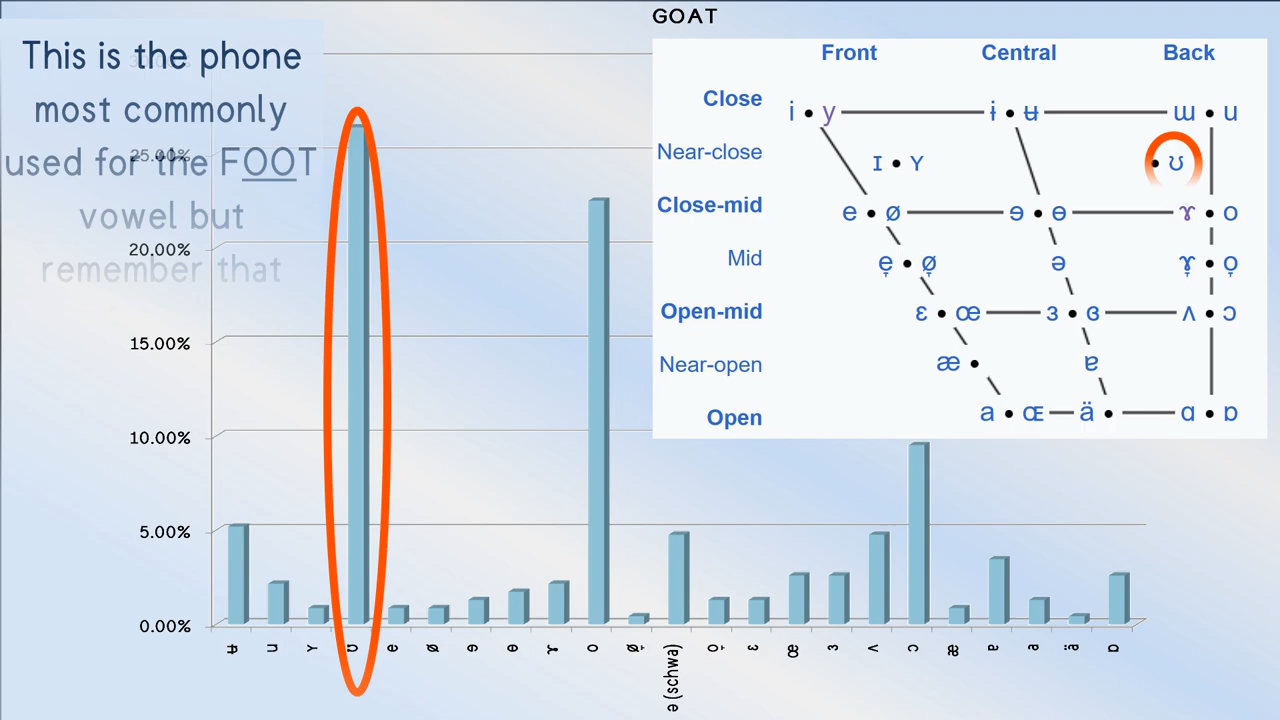 GOAT
This is the phone
most commonly
used for the FOOT
vowel but
remember that
25.00%
20.00%
15.00%
10.00%
5.00%
0.00%
Front Central Back
Close i y ɨ ʉ ɯ u
Near-close ɪ ʏ ʊ
Close-mid e ø ɘ ɵ ɤ o
Mid e̞ ø̞ ə ɤ̞ o̞
Open-mid ɛ œ ɜ ɞ ʌ ɔ
Near-open æ ɐ
Open a ɶ ä ɑ ɒ
ʉ u ʏ ʊ e ø ɘ ɵ ɤ o ø̞ ə (schwa) o̞ ɛ œ ɜ ʌ ɔ æ ɐ ɑ